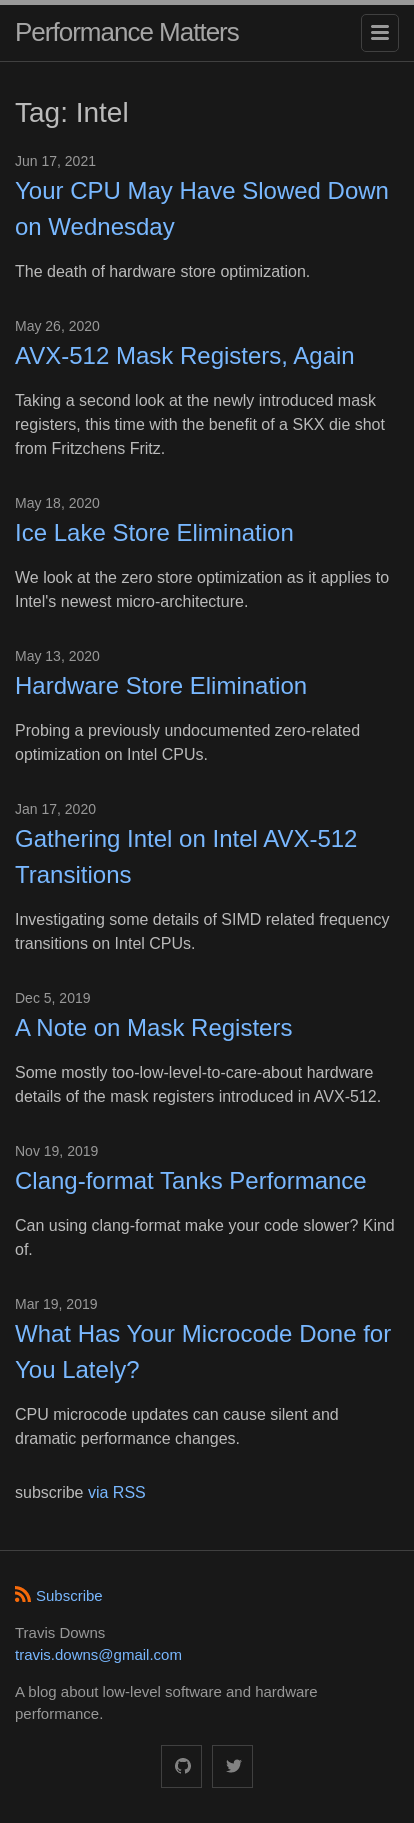 Performance Matters
Tag: Intel
Jun 17, 2021
Your CPU May Have Slowed Down
on Wednesday
The death of hardware store optimization.
May 26, 2020
AVX-512 Mask Registers, Again
Taking a second look at the newly introduced mask
registers, this time with the benefit of a SKX die shot
from Fritzchens Fritz.
May 18, 2020
Ice Lake Store Elimination
We look at the zero store optimization as it applies to
Intel's newest micro-architecture.
May 13, 2020
Hardware Store Elimination
Probing a previously undocumented zero-related
optimization on Intel CPUs.
Jan 17, 2020
Gathering Intel on Intel AVX-512
Transitions
Investigating some details of SIMD related frequency
transitions on Intel CPUs.
Dec 5, 2019
A Note on Mask Registers
Some mostly too-low-level-to-care-about hardware
details of the mask registers introduced in AVX-512.
Nov 19, 2019
Clang-format Tanks Performance
Can using clang-format make your code slower? Kind
of.
Mar 19, 2019
What Has Your Microcode Done for
You Lately?
CPU microcode updates can cause silent and
dramatic performance changes.
subscribe via RSS
Subscribe
Travis Downs
travis.downs@gmail.com
A blog about low-level software and hardware
performance.